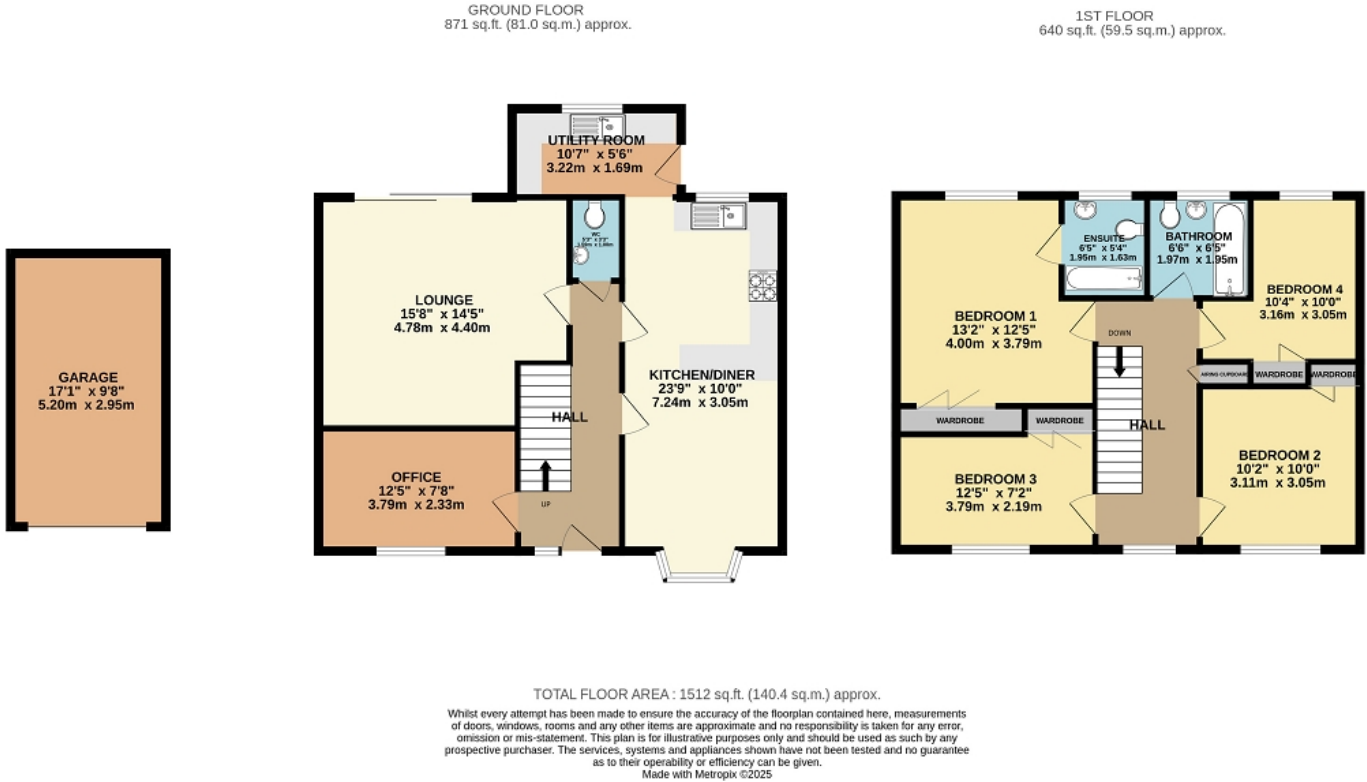 GROUND FLOOR
871 sq.ft. (81.0 sq.m.) approx.
1ST FLOOR
640 sq.ft. (59.5 sq.m.) approx.
UTILITY ROOM
10'7" x 5'6"
3.22m x 1.69m
WC
LOUNGE
15'8" x 14'5"
4.78m x 4.40m
KITCHEN/DINER
23'9" x 10'0"
7.24m x 3.05m
HALL
OFFICE
12'5" x 7'8"
3.79m x 2.33m
UP
GARAGE
17'1" x 9'8"
5.20m x 2.95m
ENSUITE
6'5" x 5'4"
1.95m x 1.63m
BATHROOM
6'6" x 6'5"
1.97m x 1.95m
BEDROOM 4
10'4" x 10'0"
3.16m x 3.05m
BEDROOM 1
13'2" x 12'5"
4.00m x 3.79m
DOWN
AIRING CUPBOARD
WARDROBE
WARDROBE
WARDROBE
WARDROBE
HALL
BEDROOM 2
10'2" x 10'0"
3.11m x 3.05m
BEDROOM 3
12'5" x 7'2"
3.79m x 2.19m
TOTAL FLOOR AREA : 1512 sq.ft. (140.4 sq.m.) approx.
Whilst every attempt has been made to ensure the accuracy of the floorplan contained here, measurements
of doors, windows, rooms and any other items are approximate and no responsibility is taken for any error,
omission or mis-statement. This plan is for illustrative purposes only and should be used as such by any
prospective purchaser. The services, systems and appliances shown have not been tested and no guarantee
as to their operability or efficiency can be given.
Made with Metropix ©2025